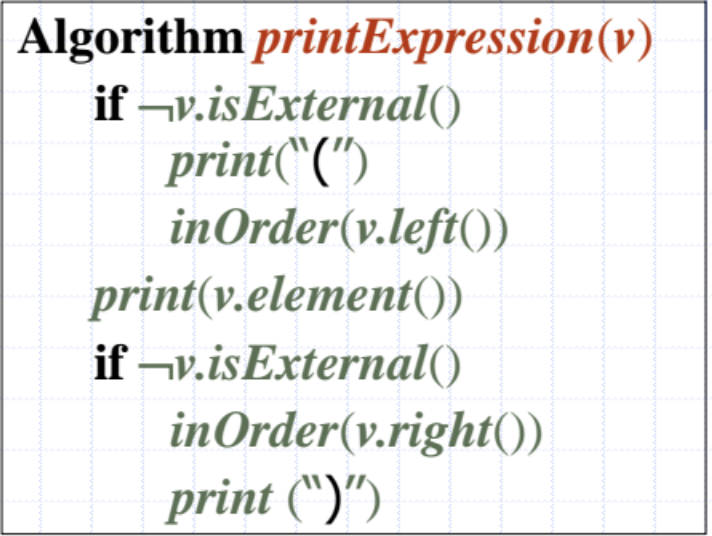 Algorithm printExpression(v)
if ¬v.isExternal()
print(“(”)
inOrder(v.left())
print(v.element())
if ¬v.isExternal()
inOrder(v.right())
print (“)”)